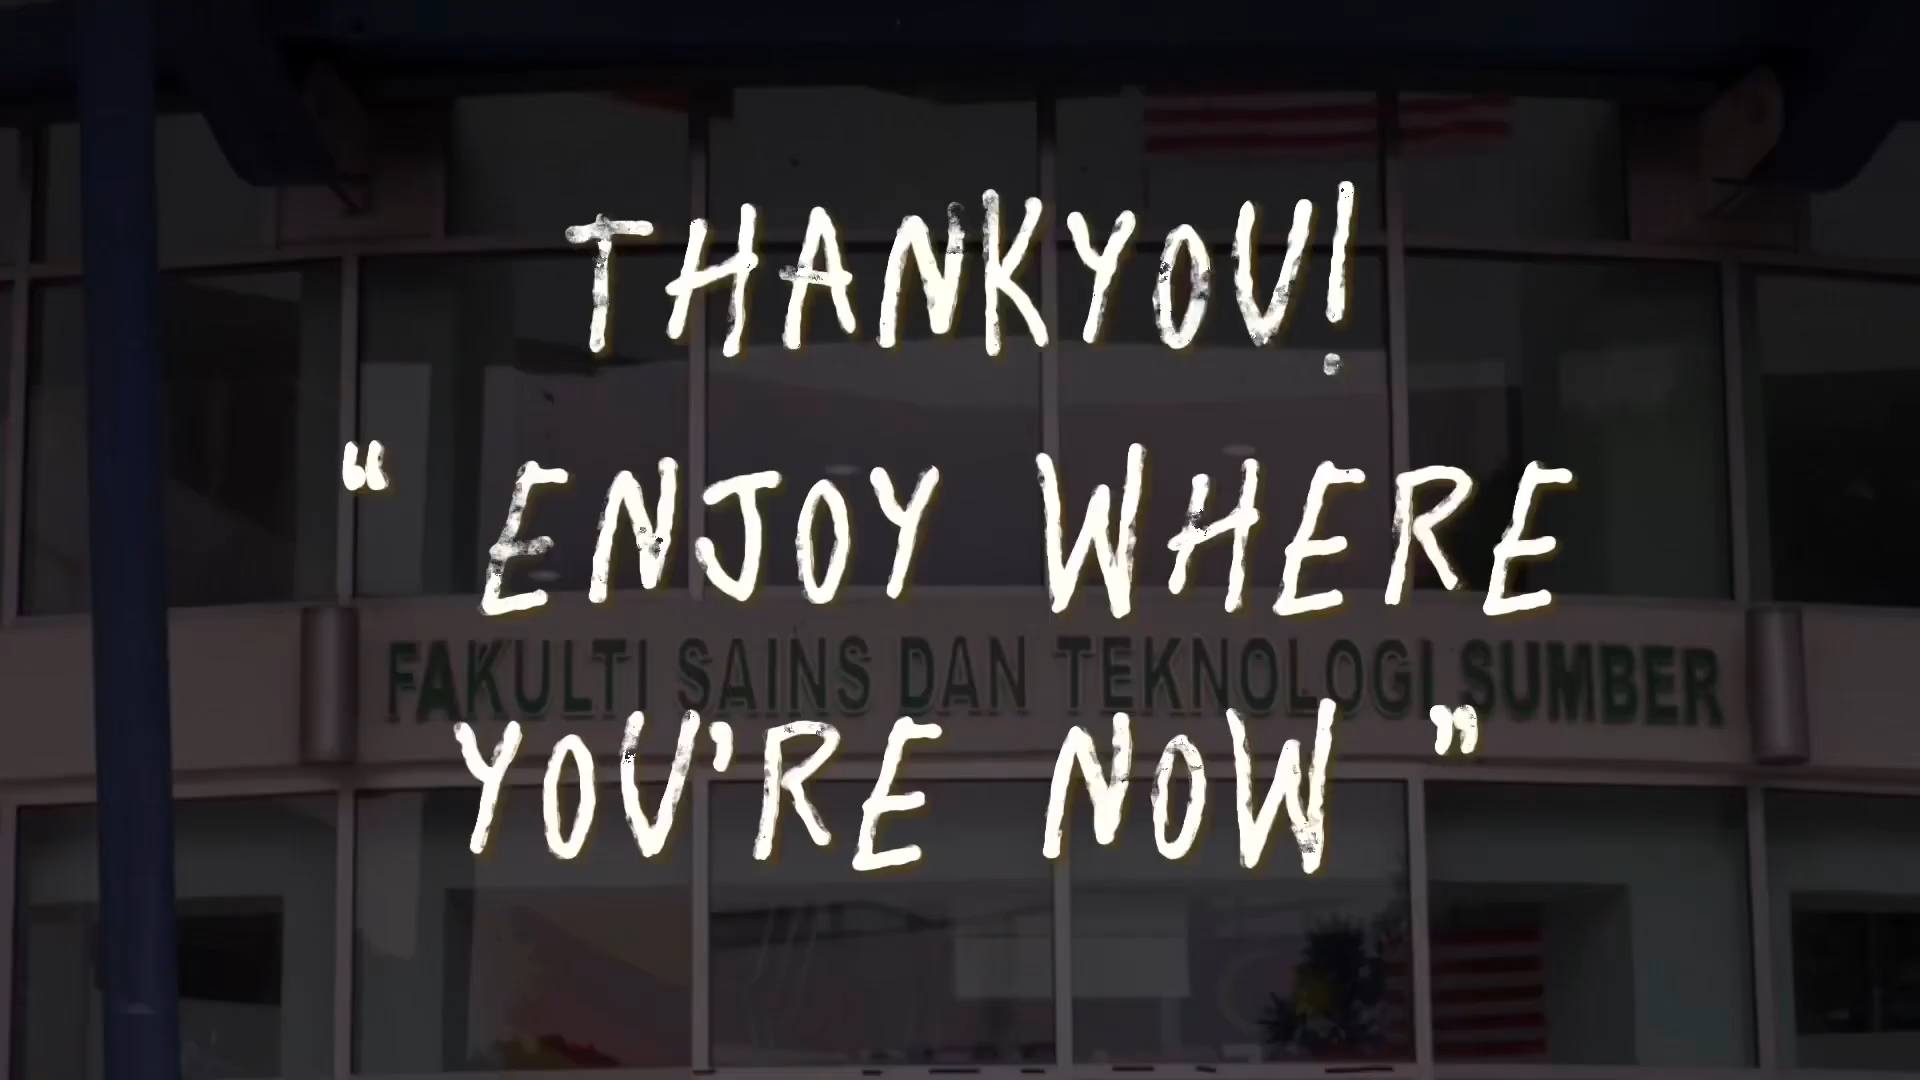 THANKYOU!
“ ENJOY WHERE
FAKULTI SAINS DAN TEKNOLOGI SUMBER
YOU'RE NOW ”